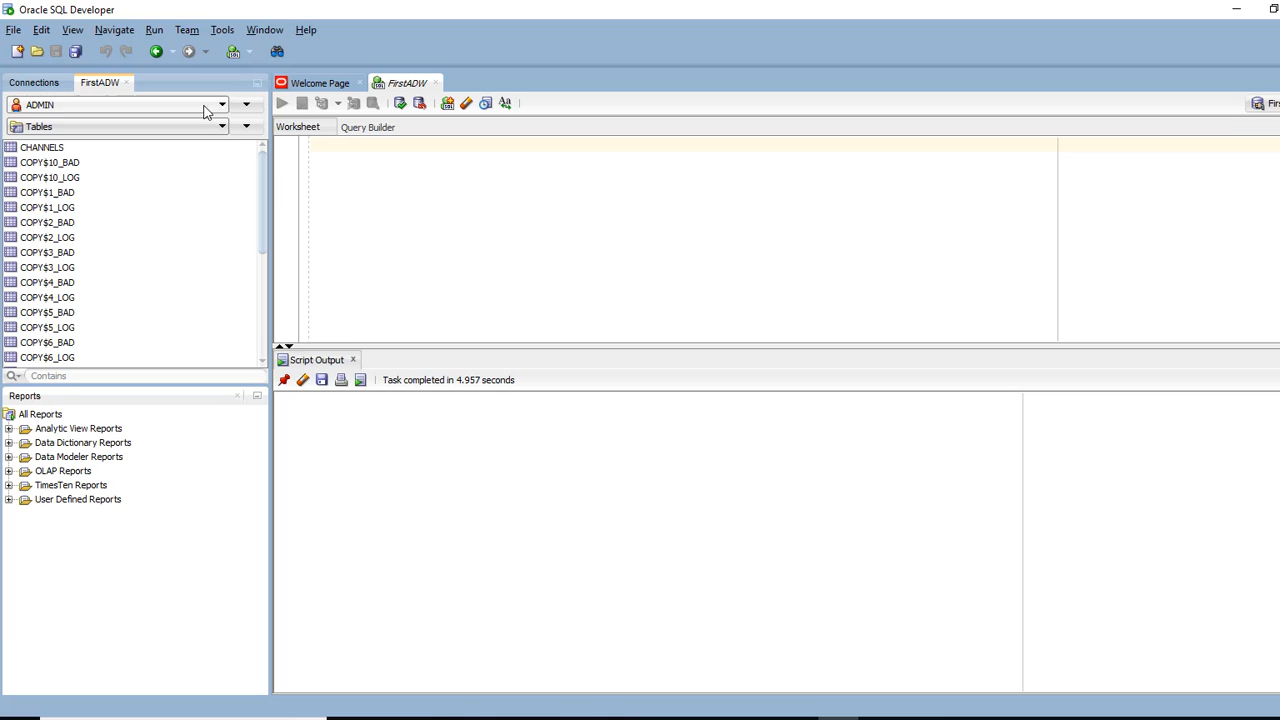 Oracle SQL Developer
File Edit View Navigate Run Team Tools Window Help
Connections FirstADW
Welcome Page FirstADW
ADMIN
Tables
Worksheet Query Builder
CHANNELS
COPY$10_BAD
COPY$10_LOG
COPY$1_BAD
COPY$1_LOG
COPY$2_BAD
COPY$2_LOG
COPY$3_BAD
COPY$3_LOG
COPY$4_BAD
COPY$4_LOG
COPY$5_BAD
COPY$5_LOG
COPY$6_BAD
COPY$6_LOG
Contains
Script Output
Task completed in 4.957 seconds
Reports
All Reports
Analytic View Reports
Data Dictionary Reports
Data Modeler Reports
OLAP Reports
TimesTen Reports
User Defined Reports